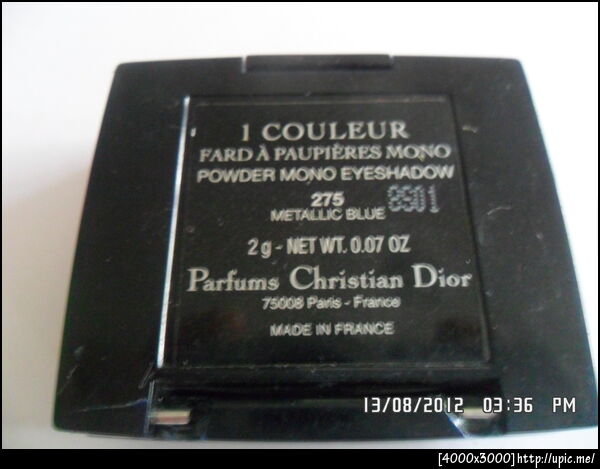 1 COULEUR
FARD À PAUPIÈRES MONO
POWDER MONO EYESHADOW
275
METALLIC BLUE
2 g - NET WT. 0.07 OZ
Parfums Christian Dior
75008 Paris - France
MADE IN FRANCE
13/08/2012 03:36 PM
[4000x3000]http://upic.me/